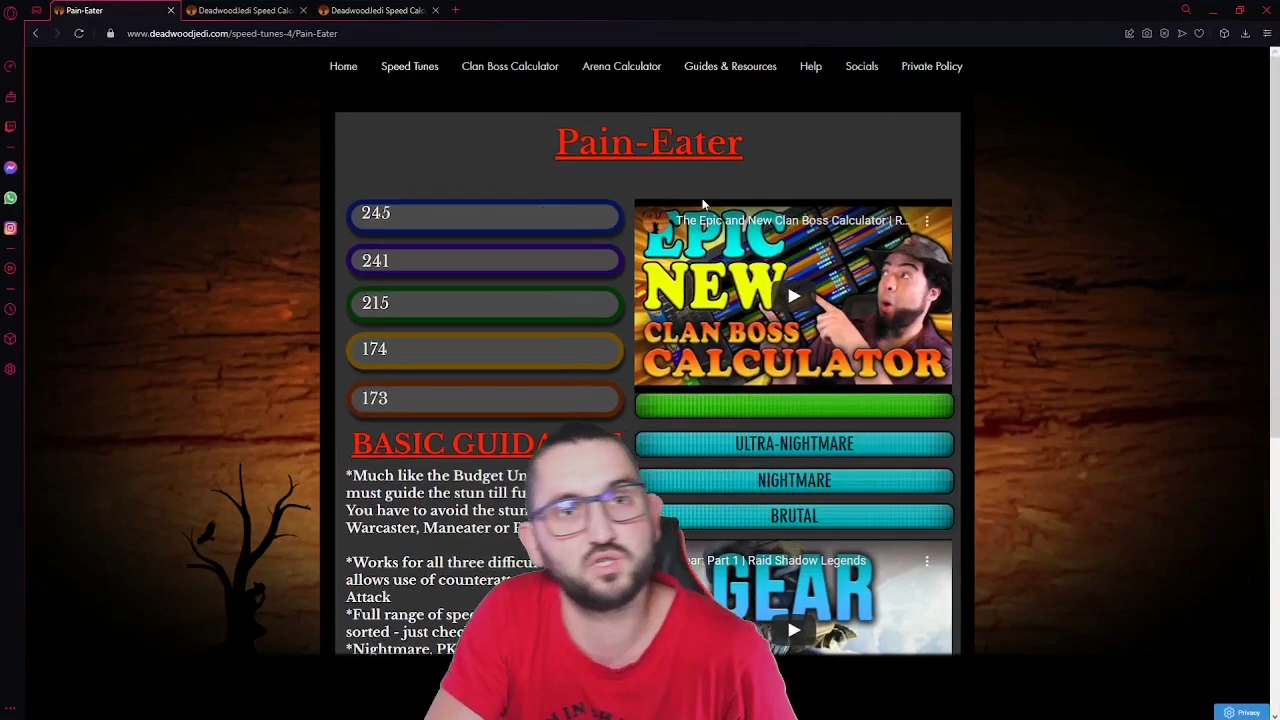 Pain-Eater
DeadwoodJedi Speed Calc
DeadwoodJedi Speed Calc
www.deadwoodjedi.com/speed-tunes-4/Pain-Eater
Home Speed Tunes Clan Boss Calculator Arena Calculator Guides & Resources Help Socials Private Policy
Pain-Eater
245
241
215
174
173
The Epic and New Clan Boss Calculator | R...
EPIC
NEW
CLAN BOSS
CALCULATOR
ULTRA-NIGHTMARE
NIGHTMARE
BRUTAL
BASIC GUIDA
*Much like the Budget Un
must guide the stun till fu
You have to avoid the stun
Warcaster, Maneater or
*Works for all three difficu
allows use of countera
Attack
*Full range of spe
sorted - just chec
*Nightmare, PK
ear: Part 1 | Raid Shadow Legends
GEAR
Privacy